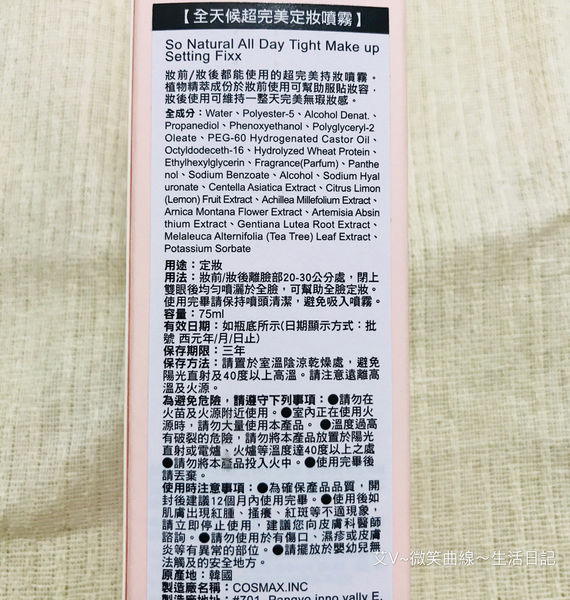 【全天候超完美定妝噴霧】
So Natural All Day Tight Make up
Setting Fixx
妝前/妝後都能使用的超完美持妝噴霧。
植物精萃成份於妝前使用可幫助服貼妝容，
妝後使用可維持一整天完美無瑕妝感。
全成分：Water、Polyester-5、Alcohol Denat.、
Propanediol、Phenoxyethanol、Polyglyceryl-2
Oleate、PEG-60 Hydrogenated Castor Oil、
Octyldodeceth-16、Hydrolyzed Wheat Protein、
Ethylhexylglycerin、Fragrance(Parfum)、Panthe
nol、Sodium Benzoate、Alcohol、Sodium Hyal
uronate、Centella Asiatica Extract、Citrus Limon
(Lemon) Fruit Extract、Achillea Millefolium Extract、
Arnica Montana Flower Extract、Artemisia Absin
thium Extract、Gentiana Lutea Root Extract、
Melaleuca Alternifolia (Tea Tree) Leaf Extract、
Potassium Sorbate
用途：定妝
用法：妝前/妝後離臉部20-30公分處，閉上
雙眼後均勻噴灑於全臉，可幫助全臉定妝。
使用完畢請保持噴頭清潔，避免吸入噴霧。
容量：75ml
有效日期：如瓶底所示(日期顯示方式：批
號 西元年/月/日止)
保存期限：三年
保存方法：請置於室溫陰涼乾燥處，避免
陽光直射及40度以上高溫。請注意遠離高
溫及火源。
為避免危險，請遵守下列事項：●請勿在
火苗及火源附近使用。●室內正在使用火
源時，請勿大量使用本產品。 ●溫度過高
有破裂的危險，請勿將本產品放置於陽光
直射或電爐、火爐等溫度達40度以上之處
●請勿將本產品投入火中。●使用完畢後
請丟棄。
使用時注意事項：●為確保產品品質，開
封後建議12個月內使用完畢。●使用後如
肌膚出現紅腫、搔癢、紅斑等不適現象，
請立即停止使用，建議您向皮膚科醫師
諮詢。●請勿使用於有傷口、濕疹或皮膚
炎等有異常的部位。●請擺放於嬰幼兒無
法觸及的安全地方。
原產地：韓國
製造廠名稱：COSMAX.INC
製造廠地址：#701, Pangyo inno vally E,
艾V~微笑曲線～生活日記